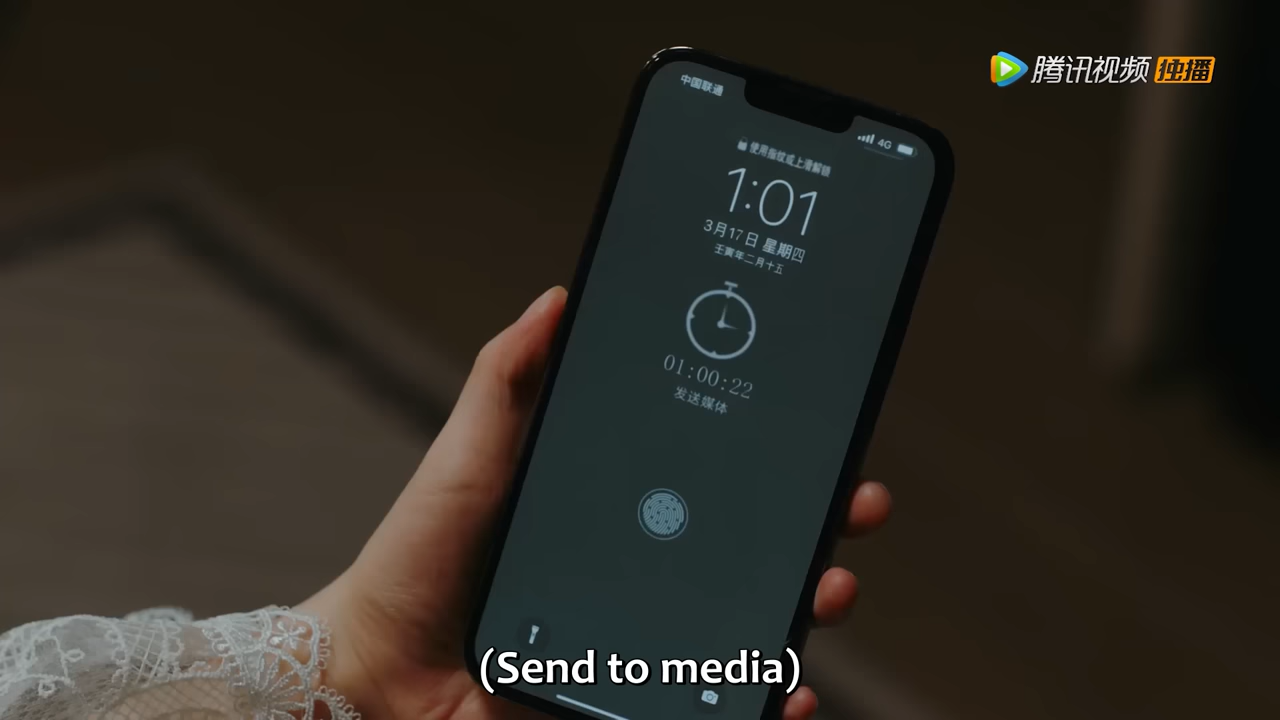 腾讯视频 独播
中国联通
4G
使用指纹或上滑解锁
1:01
3月17日 星期四
壬寅年二月十五
01:00:22
发送媒体
(Send to media)